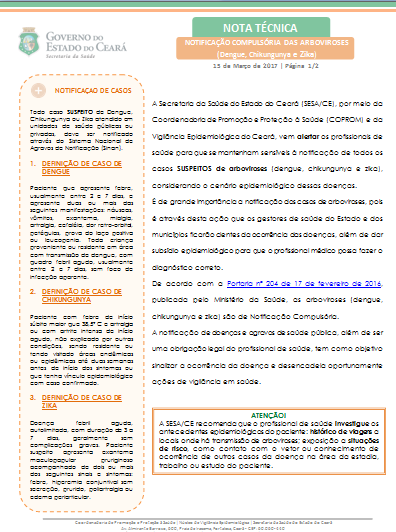 GOVERNO DO
ESTADO DO CEARÁ
Secretaria da Saúde
NOTA TÉCNICA
NOTIFICAÇÃO COMPULSÓRIA DAS ARBOVIROSES
(Dengue, Chikungunya e Zika)
13 de Março de 2017 | Página 1/2
NOTIFICAÇÃO DE CASOS
Todo caso SUSPEITO de Dengue,
Chikungunya ou Zika atendido em
unidades de saúde públicas ou
privadas, deve ser notificado
através do Sistema Nacional de
Agravos de Notificação (Sinan).
1. DEFINIÇÃO DE CASO DE
DENGUE
Paciente que apresente febre,
usualmente entre 2 e 7 dias, e
apresente duas ou mais das
seguintes manifestações: náuseas,
vômitos, exantema, mialgia,
artralgia, cefaléia, dor retro-orbital,
petéquias, prova do laço positiva
ou leucopenia. Toda criança
proveniente ou residente em área
com transmissão de dengue, com
quadro febril agudo, usualmente
entre 2 a 7 dias, sem foco de
infecção aparente.
2. DEFINIÇÃO DE CASO DE
CHIKUNGUNYA
Paciente com febre de início
súbito maior que 38,5°C e artralgia
ou com artrite intensa de início
agudo, não explicado por outras
condições, sendo residente ou
tendo visitado áreas endêmicas
ou epidêmicas até duas semanas
antes do início dos sintomas ou
que tenha vínculo epidemiológico
com caso confirmado.
3. DEFINIÇÃO DE CASO DE
ZIKA
Doença febril aguda,
autolimitada, com duração de 3 a
7 dias, geralmente sem
complicações graves. Paciente
suspeito apresenta exantema
maculopapular pruriginoso
acompanhado de dois ou mais
dos seguintes sinais e sintomas:
febre, hiperemia conjuntival sem
secreção, prurido, poliartralgia ou
edema periarticular.
A Secretaria da Saúde do Estado do Ceará (SESA/CE), por meio da
Coordenadoria de Promoção e Proteção à Saúde (COPROM) e da
Vigilância Epidemiológica do Ceará, vem alertar os profissionais de
saúde para que se mantenham sensíveis à notificação de todos os
casos SUSPEITOS de arboviroses (dengue, chikungunya e zika),
considerando o cenário epidemiológico dessas doenças.
É de grande importância a notificação dos casos de arboviroses, pois
é através desta ação que os gestores de saúde do Estado e dos
municípios ficarão cientes da ocorrência das doenças, além de dar
subsídio epidemiológico para que o profissional médico possa fazer o
diagnóstico correto.
De acordo com a Portaria nº 204 de 17 de fevereiro de 2016,
publicada pelo Ministério da Saúde, as arboviroses (dengue,
chikungunya e zika) são de Notificação Compulsória.
A notificação de doenças e agravos de saúde pública, além de ser
uma obrigação legal do profissional de saúde, tem como objetivo
sinalizar a ocorrência da doença e desencadeia oportunamente
ações de vigilância em saúde.
ATENÇÃO!
A SESA/CE recomenda que o profissional de saúde investigue os
antecedentes epidemiológicos do paciente: histórico de viagens a
locais onde há transmissão de arboviroses; exposição a situações
de risco, como contato com o vetor ou conhecimento de
ocorrência de outros casos da doença na área da estadia,
trabalho ou estudo do paciente.
Coordenadoria de Promoção e Proteção à Saúde | Núcleo de Vigilância Epidemiológica | Secretaria da Saúde do Estado do Ceará